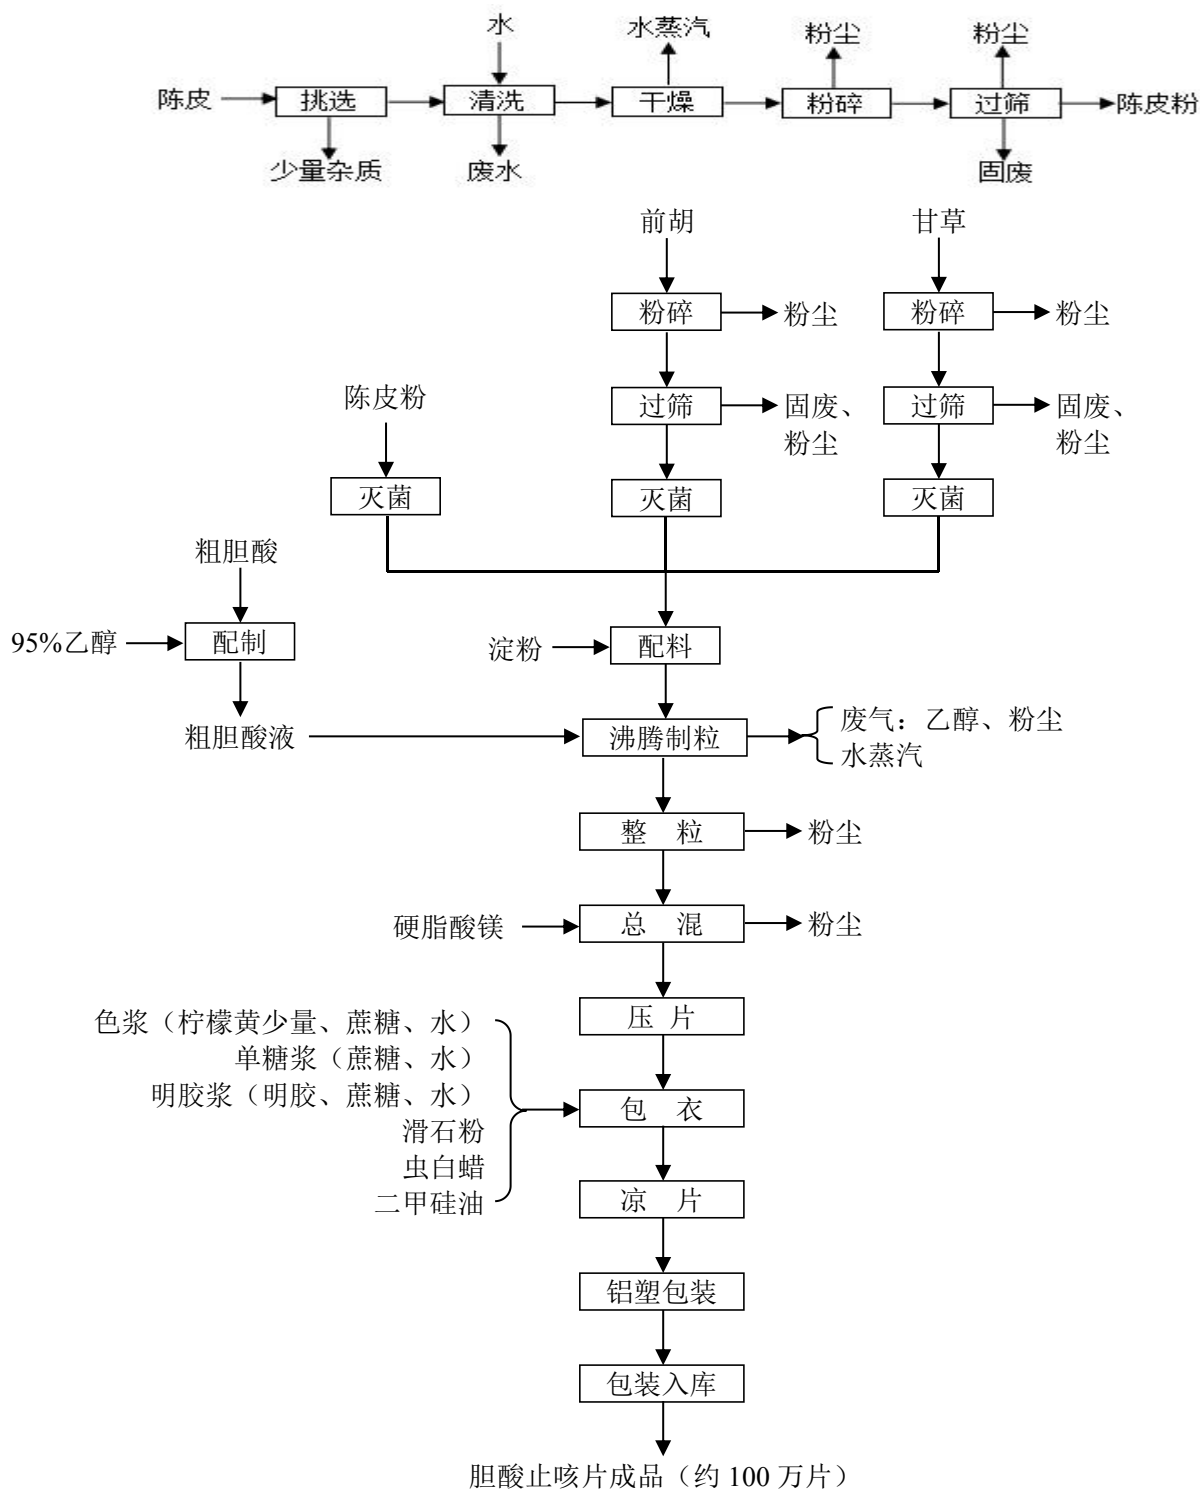 水
水蒸汽
粉尘
粉尘
陈皮
挑选
清洗
干燥
粉碎
过筛
陈皮粉
少量杂质
废水
固废
前胡
甘草
粉碎
粉尘
粉碎
粉尘
陈皮粉
过筛
固废、
粉尘
过筛
固废、
粉尘
灭菌
灭菌
灭菌
粗胆酸
95%乙醇
配制
淀粉
配料
粗胆酸液
沸腾制粒
废气：乙醇、粉尘
水蒸汽
整 粒
粉尘
硬脂酸镁
总 混
粉尘
压 片
色浆（柠檬黄少量、蔗糖、水）
单糖浆（蔗糖、水）
明胶浆（明胶、蔗糖、水）
滑石粉
虫白蜡
二甲硅油
包 衣
凉 片
铝塑包装
包装入库
胆酸止咳片成品（约 100 万片）